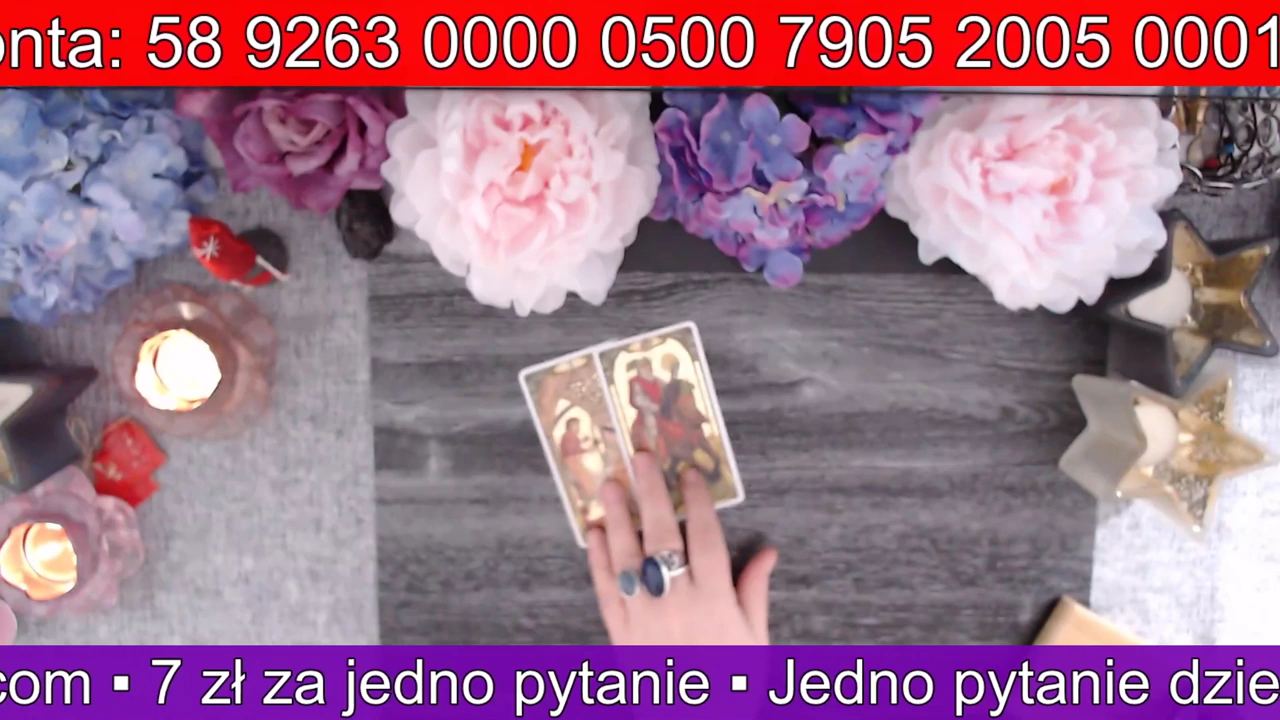 onta: 58 9263 0000 0500 7905 2005 0001
com ▪ 7 zł za jedno pytanie ▪ Jedno pytanie dzie